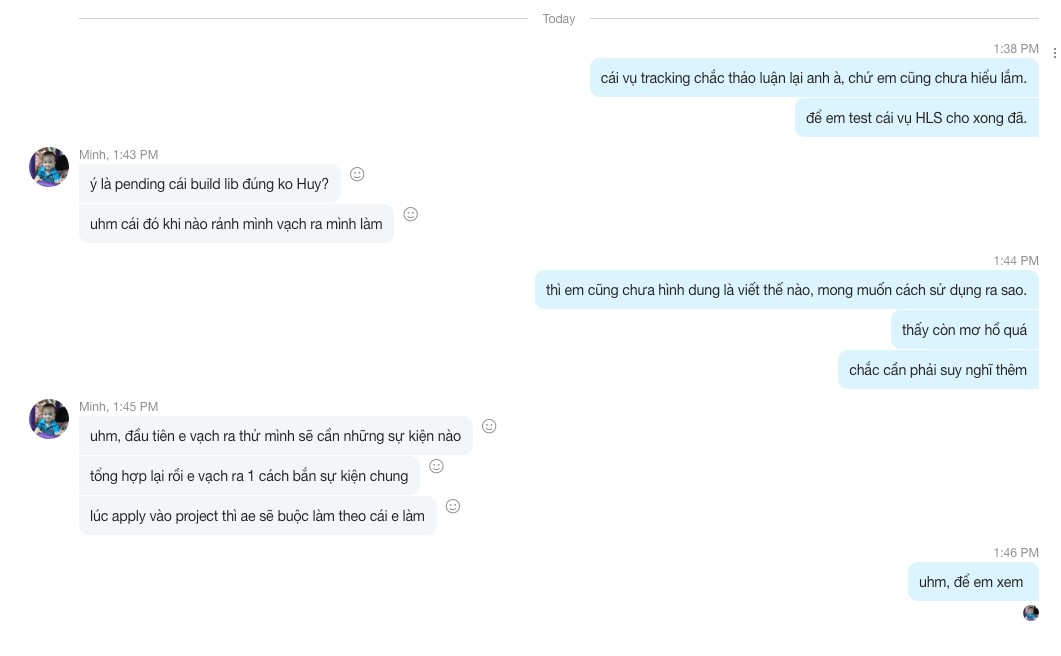 Today
1:38 PM
cái vụ tracking chắc thảo luận lại anh à, chứ em cũng chưa hiểu lắm.
để em test cái vụ HLS cho xong đã.
Minh, 1:43 PM
ý là pending cái build lib đúng ko Huy?
uhm cái đó khi nào rảnh mình vạch ra mình làm
1:44 PM
thì em cũng chưa hình dung là viết thế nào, mong muốn cách sử dụng ra sao.
thấy còn mơ hồ quá
chắc cần phải suy nghĩ thêm
Minh, 1:45 PM
uhm, đầu tiên e vạch ra thử mình sẽ cần những sự kiện nào
tổng hợp lại rồi e vạch ra 1 cách bắn sự kiện chung
lúc apply vào project thì ae sẽ buộc làm theo cái e làm
1:46 PM
uhm, để em xem